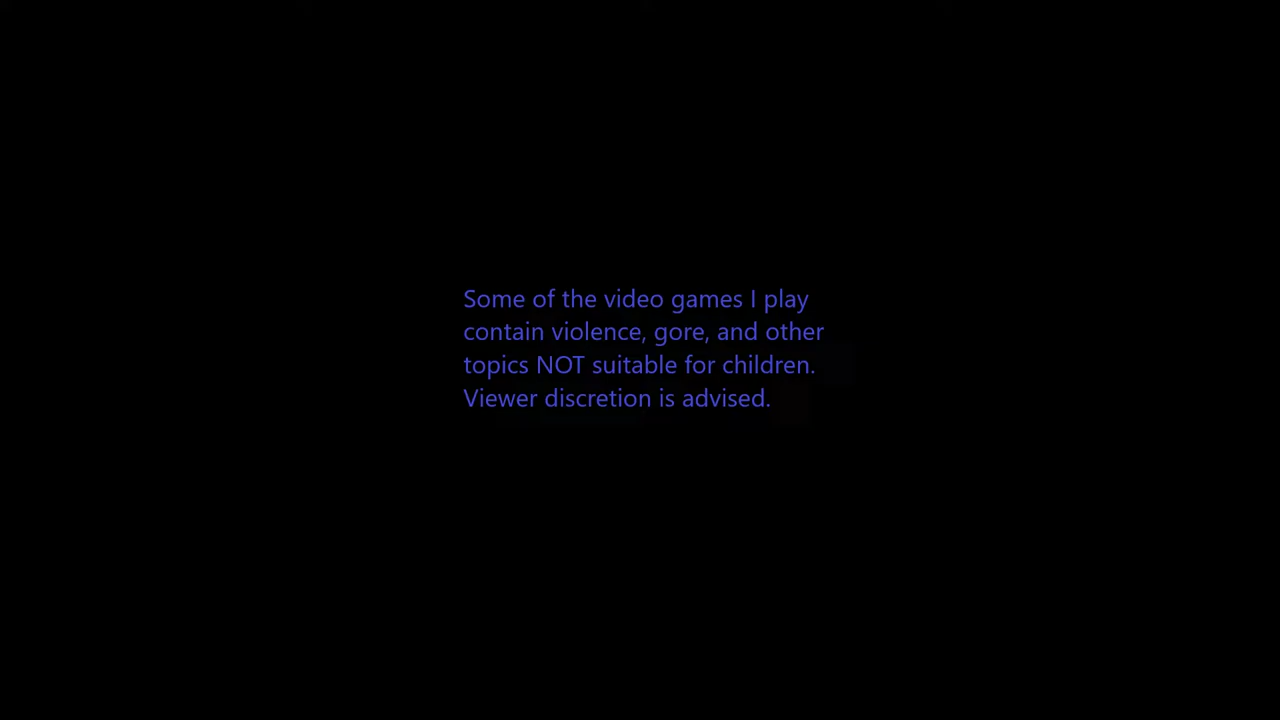 Some of the video games I play
contain violence, gore, and other
topics NOT suitable for children.
Viewer discretion is advised.